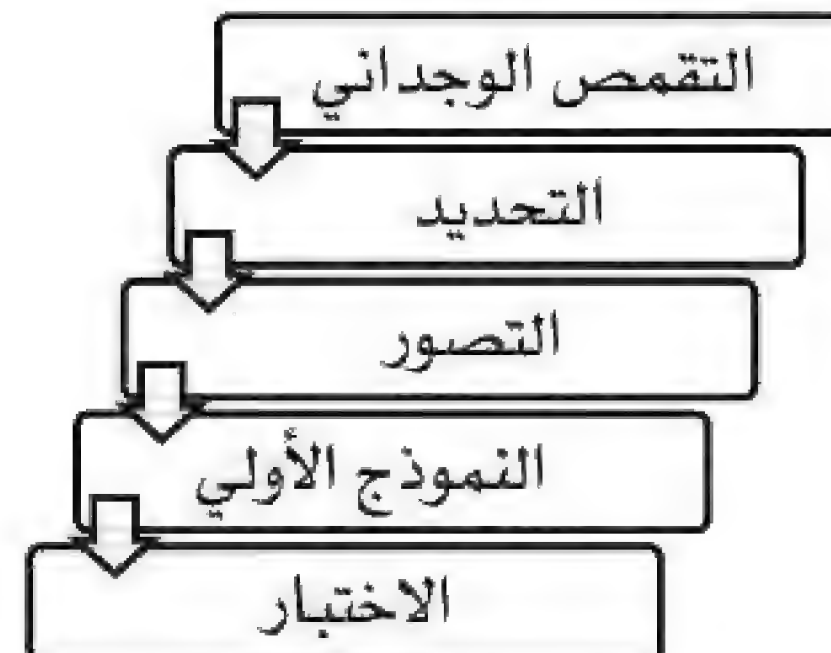 التقمص الوجداني
التحديد
التصور
النموذج الأولي
الاختبار